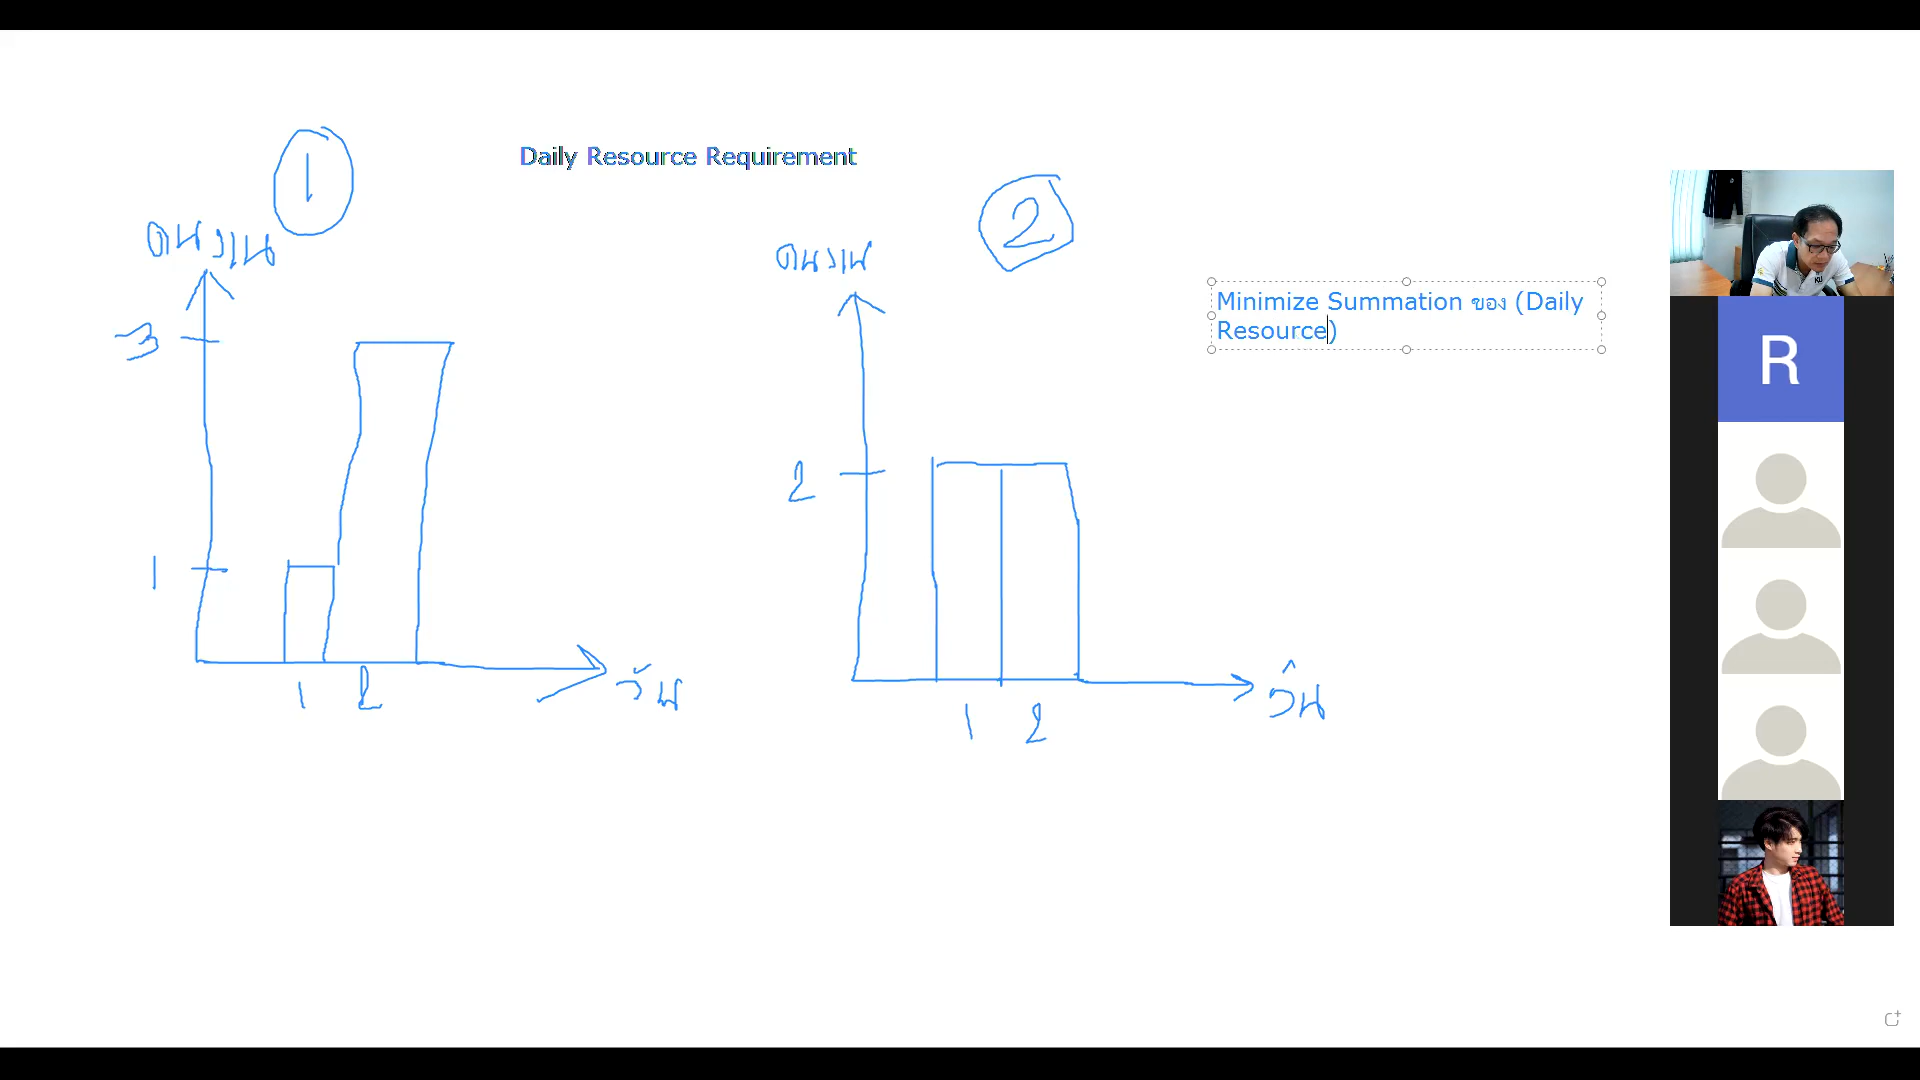 Daily Resource Requirement
1
คนงาน
3
1
1 2
วัน
2
คนงาน
2
1 2
วัน
Minimize Summation ของ (Daily
Resource)
R
KU